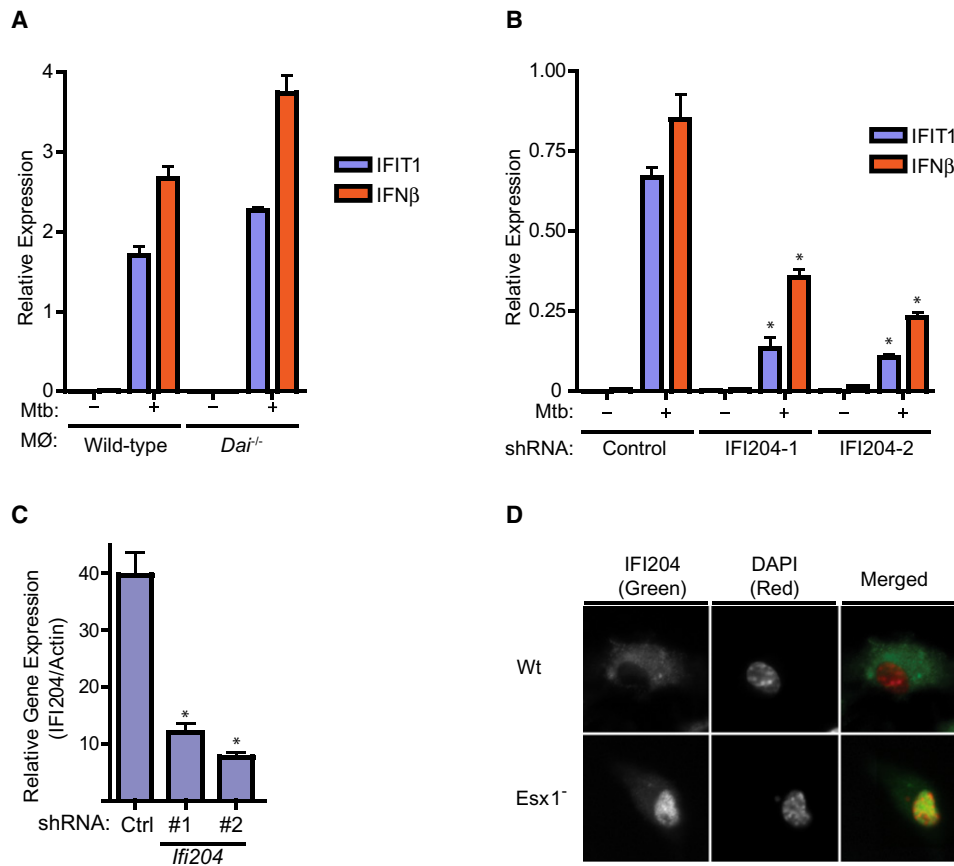 A
Relative Expression
4
3
2
1
0
IFIT1
IFNβ
Mtb: – + – +
MØ: Wild-type Dai-/-
B
Relative Expression
1.00
0.75
0.50
0.25
0
IFIT1
IFNβ
* * * *
Mtb: – + – + – +
shRNA: Control IFI204-1 IFI204-2
C
Relative Gene Expression
(IFI204/Actin)
40
30
20
10
* *
shRNA: Ctrl #1 #2
Ifi204
D
IFI204 DAPI Merged
(Green) (Red)
Wt
Esx1-